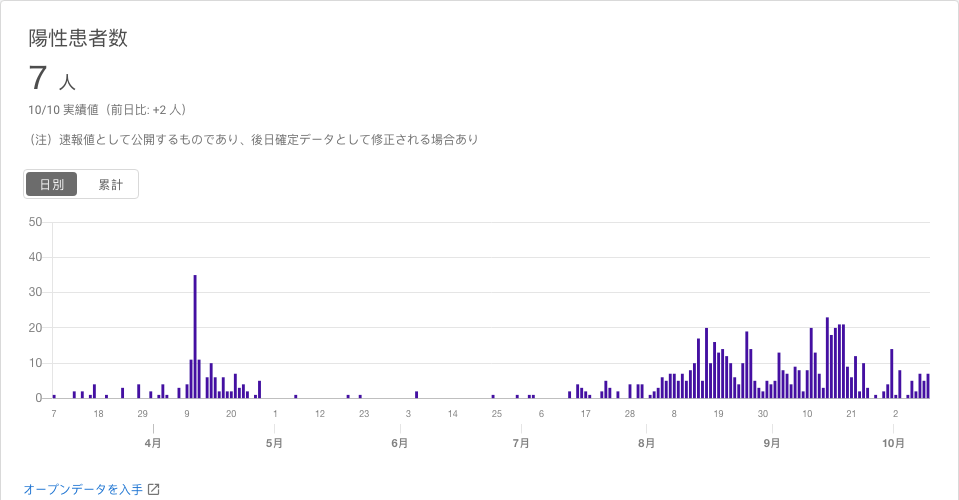 陽性患者数
7 人
10/10 実績値（前日比: +2 人）
（注）速報値として公開するものであり、後日確定データとして修正される場合あり
日別 累計
50
40
30
20
10
0
7 18 29 9 20 1 12 23 3 14 25 6 17 28 8 19 30 10 21 2
4月 5月 6月 7月 8月 9月 10月
オープンデータを入手